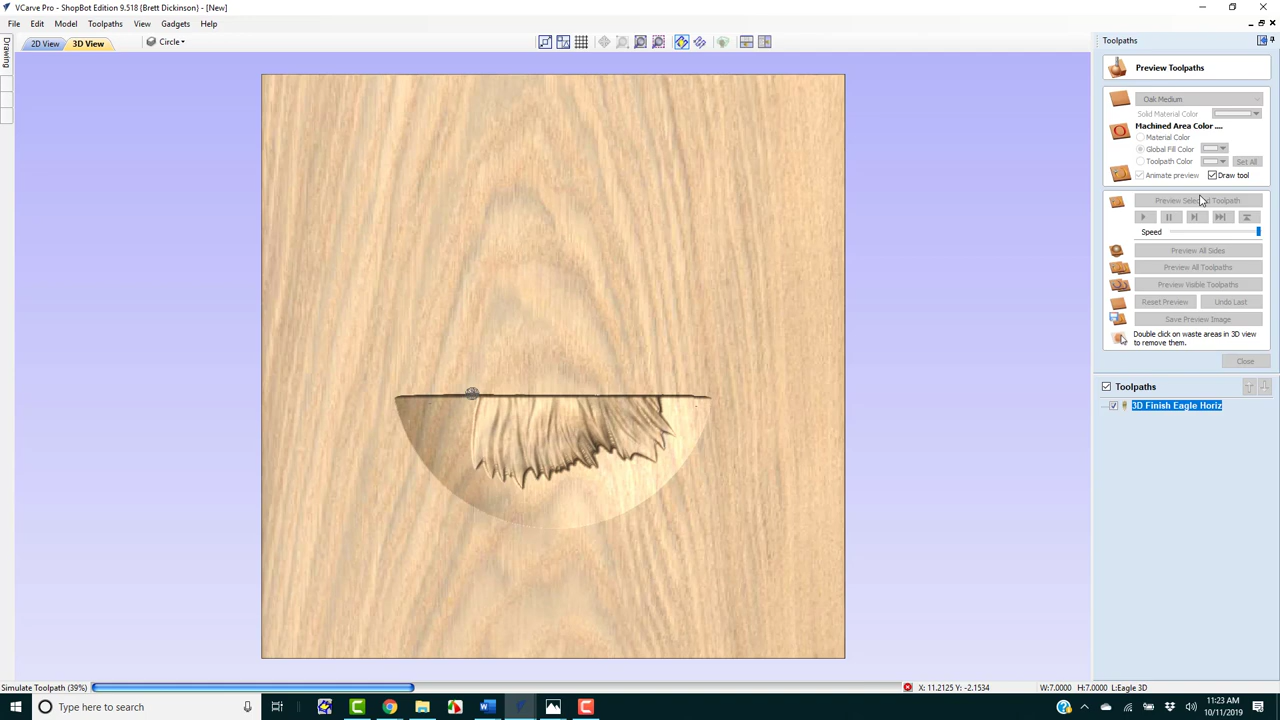 VCarve Pro - ShopBot Edition 9.518 {Brett Dickinson} - [New]
File Edit Model Toolpaths View Gadgets Help
2D View 3D View Circle
Drawing
Toolpaths
Preview Toolpaths
Oak Medium
Solid Material Color
Machined Area Color ....
Material Color
Global Fill Color
Toolpath Color Set All
Animate preview Draw tool
Preview Selected Toolpath
Speed
Preview All Sides
Preview All Toolpaths
Preview Visible Toolpaths
Reset Preview Undo Last
Save Preview Image
Double click on waste areas in 3D view
to remove them.
Close
Toolpaths
3D Finish Eagle Horiz
Simulate Toolpath (39%) X: 11.2125 Y: -2.1534 W:7.0000 H:7.0000 L:Eagle 3D
Type here to search
11:23 AM
10/11/2019